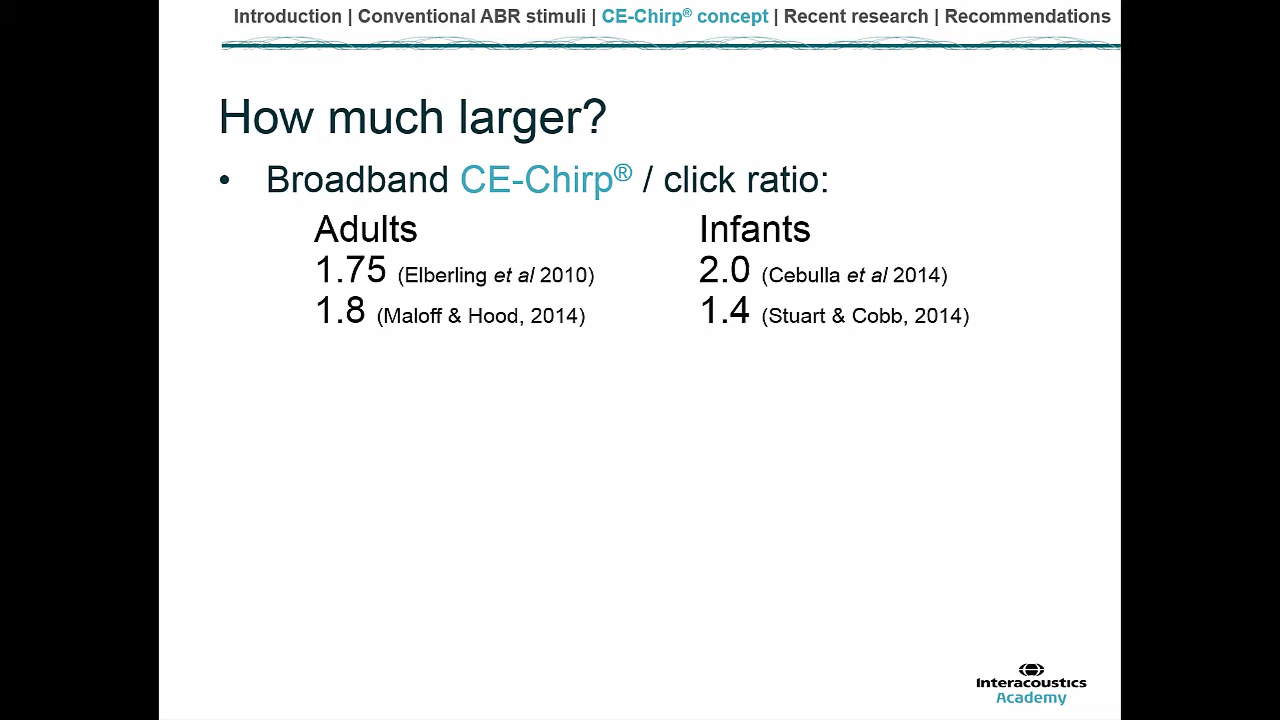 Introduction | Conventional ABR stimuli | CE-Chirp® concept | Recent research | Recommendations
How much larger?
• Broadband CE-Chirp® / click ratio:
Adults Infants
1.75 (Elberling et al 2010) 2.0 (Cebulla et al 2014)
1.8 (Maloff & Hood, 2014) 1.4 (Stuart & Cobb, 2014)
Interacoustics
Academy